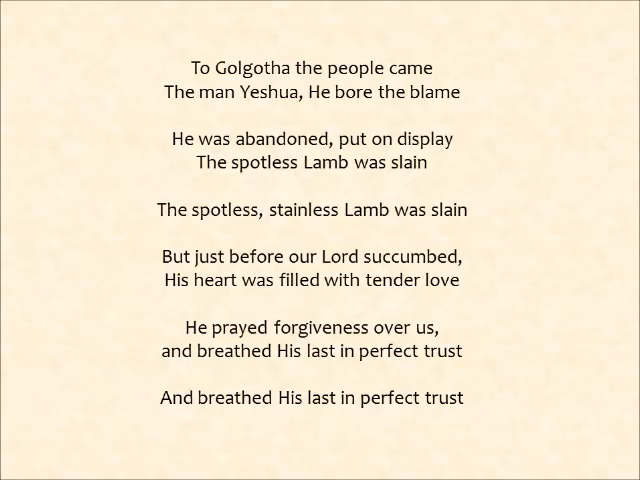 To Golgotha the people came
The man Yeshua, He bore the blame
He was abandoned, put on display
The spotless Lamb was slain
The spotless, stainless Lamb was slain
But just before our Lord succumbed,
His heart was filled with tender love
He prayed forgiveness over us,
and breathed His last in perfect trust
And breathed His last in perfect trust